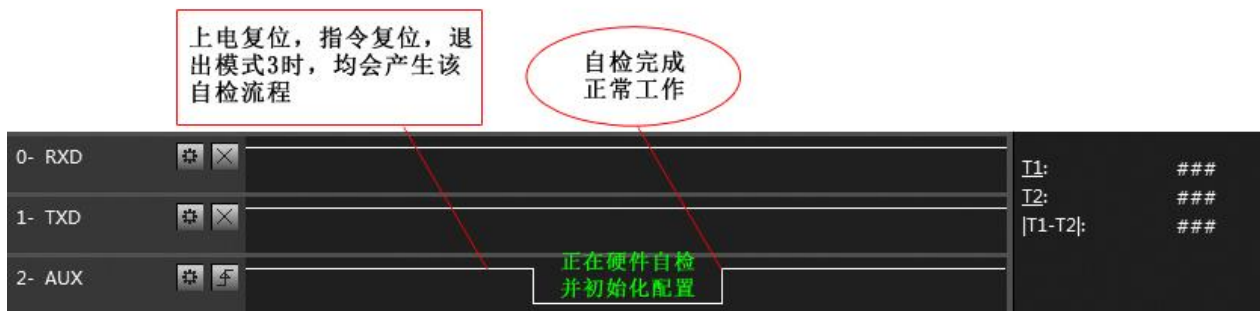 上电复位，指令复位，退
出模式3时，均会产生该
自检流程
自检完成
正常工作
0- RXD
T1: ###
T2: ###
1- TXD
|T1-T2|: ###
2- AUX
正在硬件自检
并初始化配置